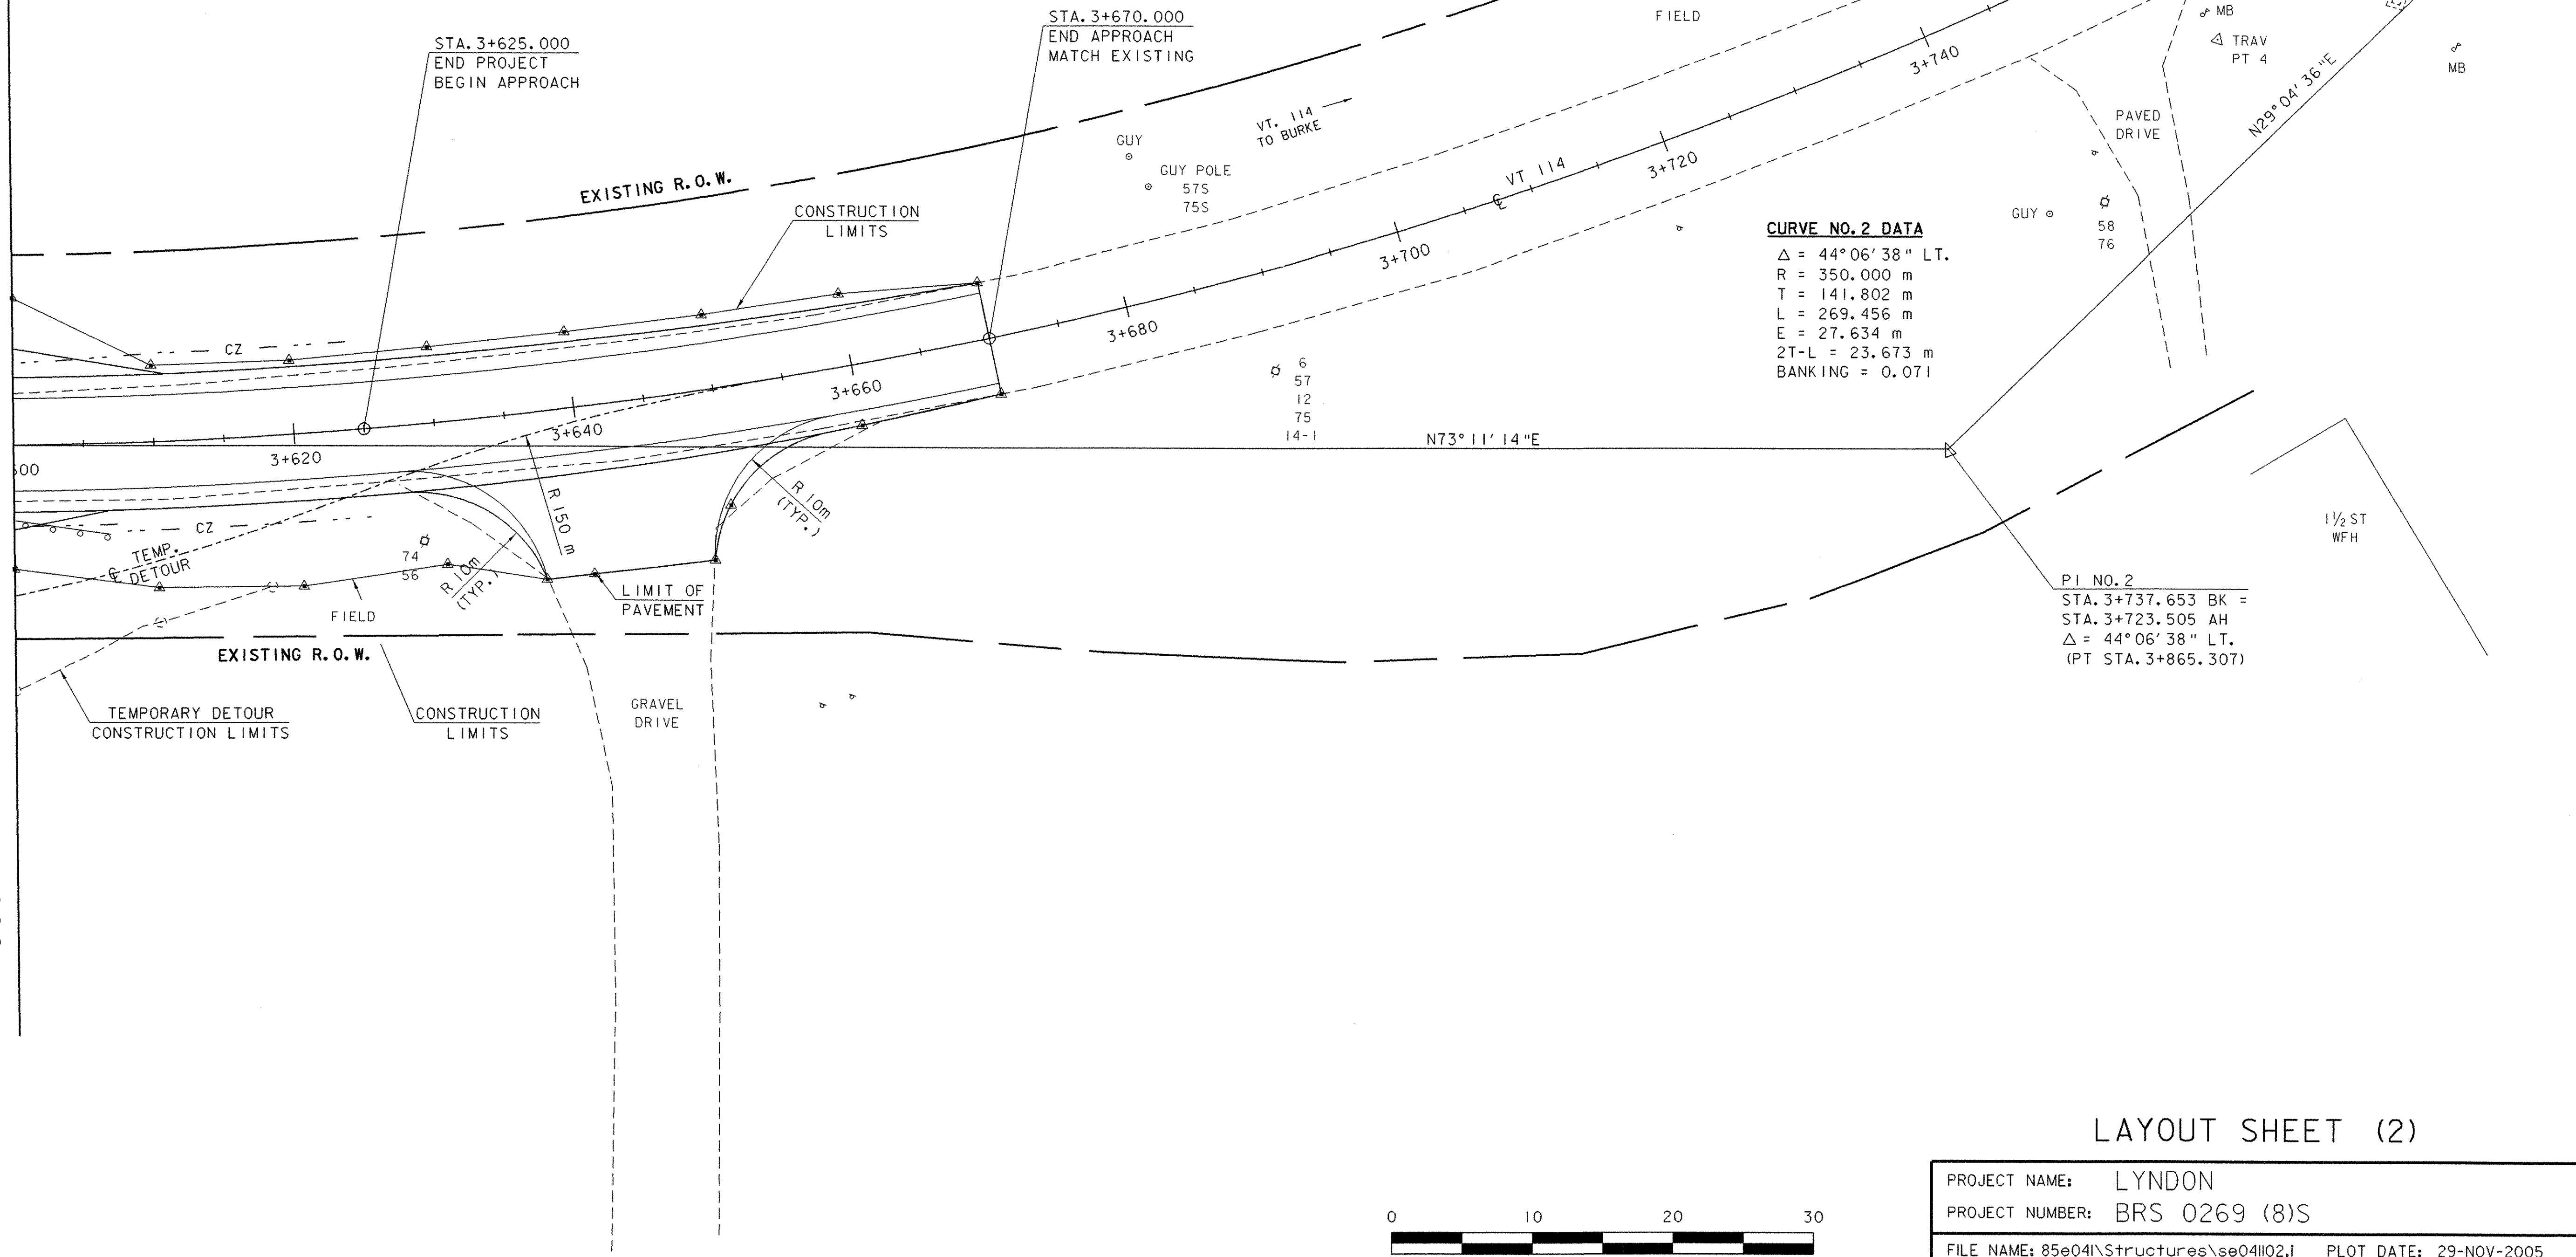 STA. 3+625.000
END PROJECT
BEGIN APPROACH
STA. 3+670.000
END APPROACH
MATCH EXISTING
FIELD
MB
TRAV
PT 4
MB
3+740
N29°04'36"E
PAVED
DRIVE
VT. 114
TO BURKE
GUY
GUY POLE
57S
75S
EXISTING R.O.W.
CONSTRUCTION
LIMITS
VT 114
3+720
3+700
3+680
3+660
3+640
3+620
GUY
58
76
CURVE NO. 2 DATA
Δ = 44°06'38" LT.
R = 350.000 m
T = 141.802 m
L = 269.456 m
E = 27.634 m
2T-L = 23.673 m
BANKING = 0.071
CZ
6
57
12
75
14-1
N73°11'14"E
R 10m
(TYP.)
R 150 m
CZ
TEMP.
DETOUR
74
56
R 10m
(TYP.)
LIMIT OF
PAVEMENT
FIELD
EXISTING R.O.W.
1½ ST
WFH
PI NO. 2
STA. 3+737.653 BK =
STA. 3+723.505 AH
Δ = 44°06'38" LT.
(PT STA. 3+865.307)
TEMPORARY DETOUR
CONSTRUCTION LIMITS
CONSTRUCTION
LIMITS
GRAVEL
DRIVE
LAYOUT SHEET (2)
PROJECT NAME: LYNDON
PROJECT NUMBER: BRS 0269 (8)S
FILE NAME: 85e041\Structures\se041l02.i PLOT DATE: 29-NOV-2005
0 10 20 30